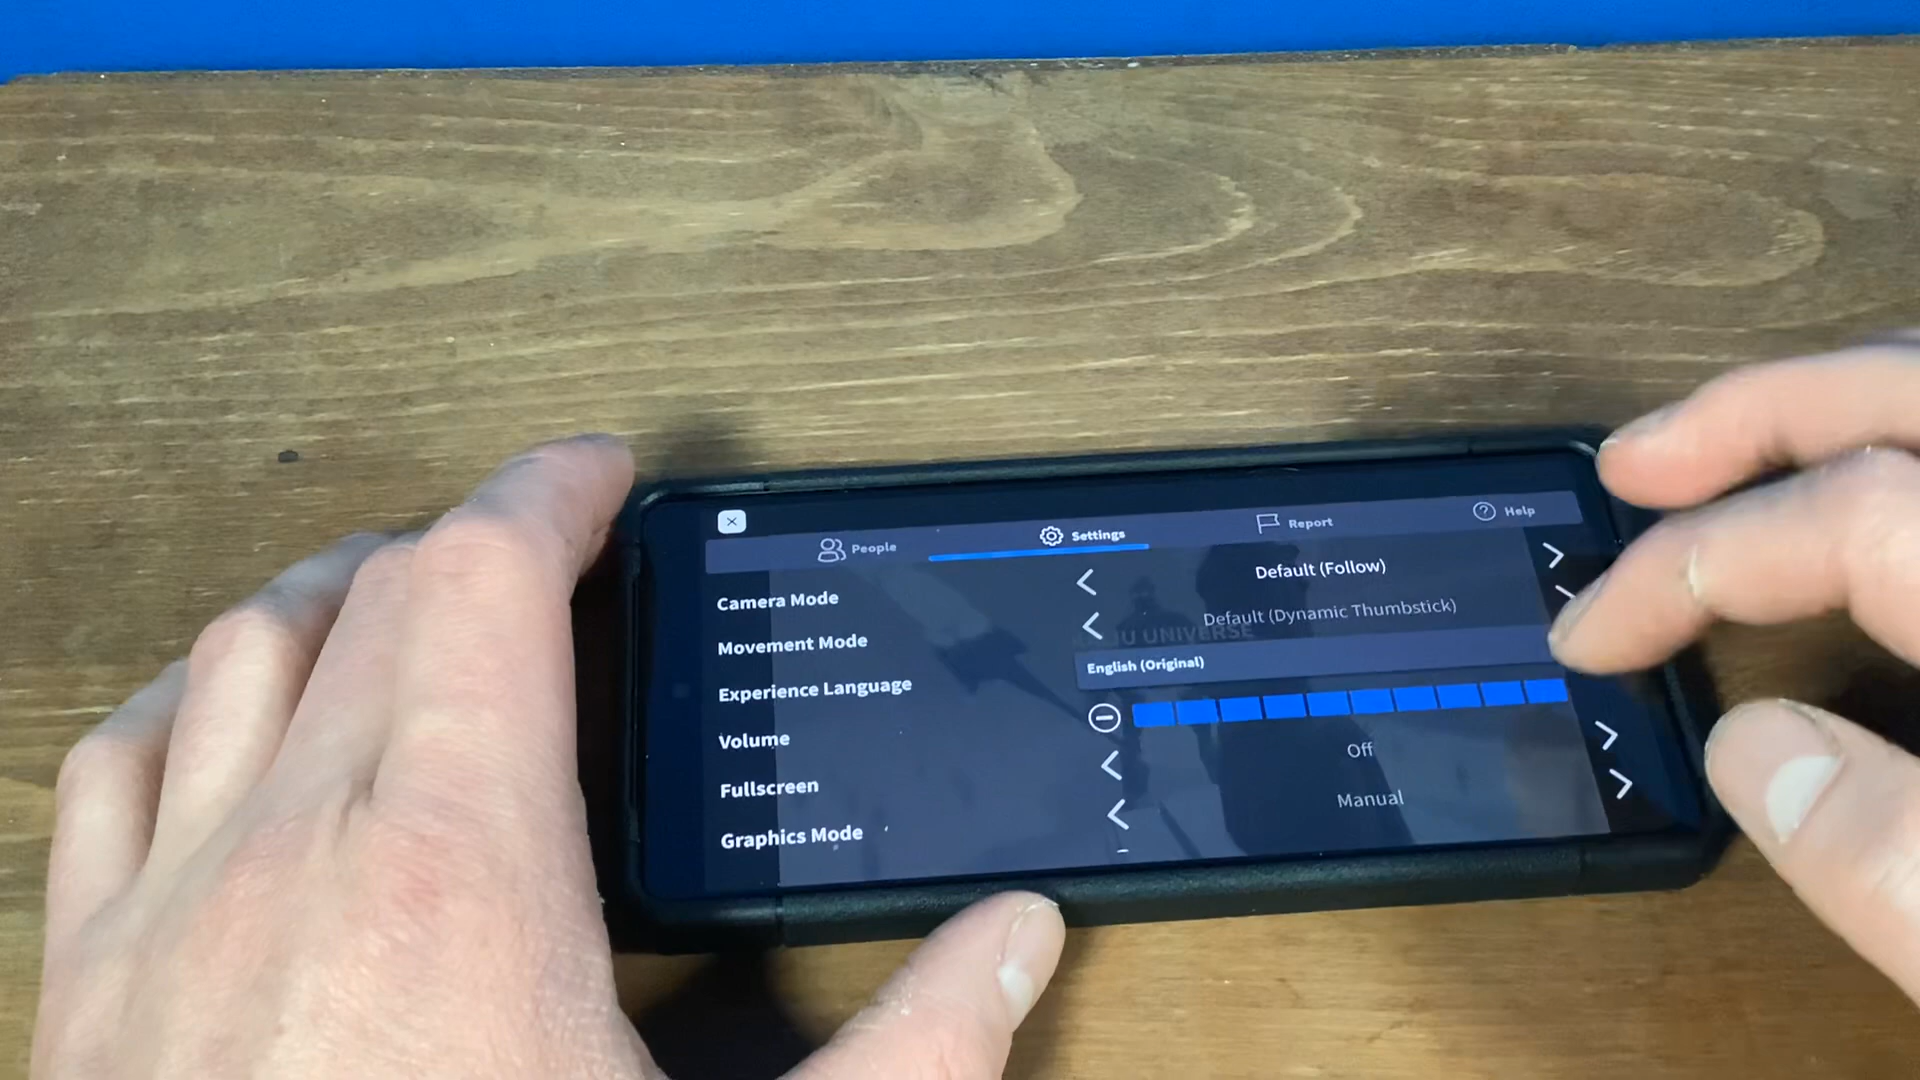 People Settings Report Help
Camera Mode Default (Follow)
Movement Mode Default (Dynamic Thumbstick)
UNIVERSE
Experience Language English (Original)
Volume
Fullscreen Off
Graphics Mode Manual